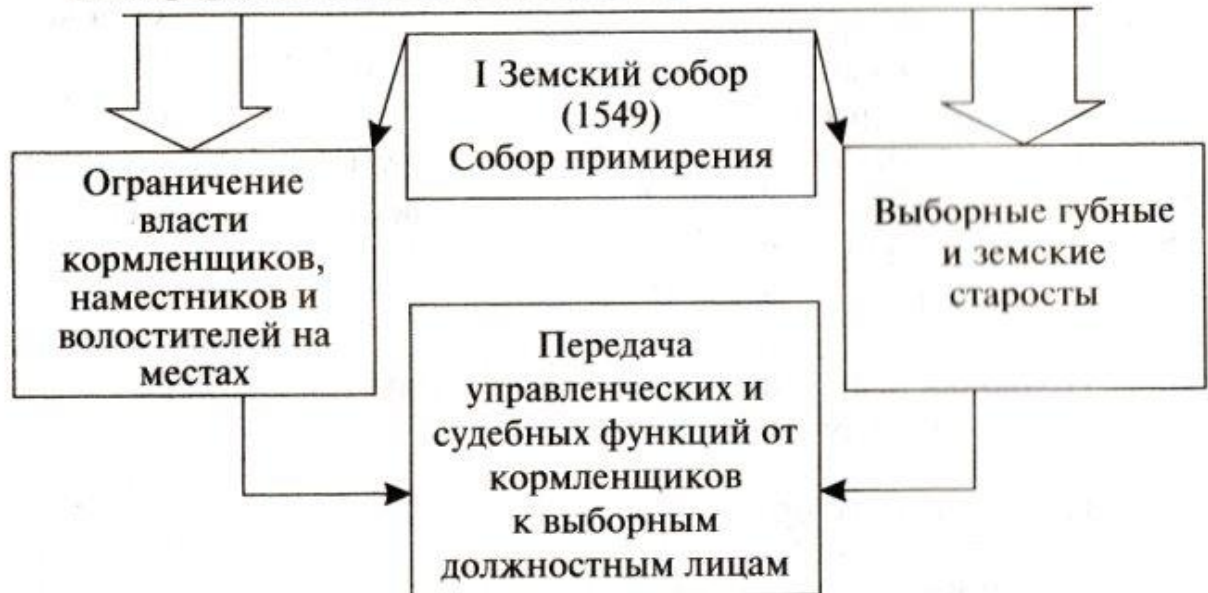 I Земский собор
(1549)
Собор примирения
Ограничение
власти
кормленщиков,
наместников и
волостителей на
местах
Выборные губные
и земские
старосты
Передача
управленческих и
судебных функций от
кормленщиков
к выборным
должностным лицам